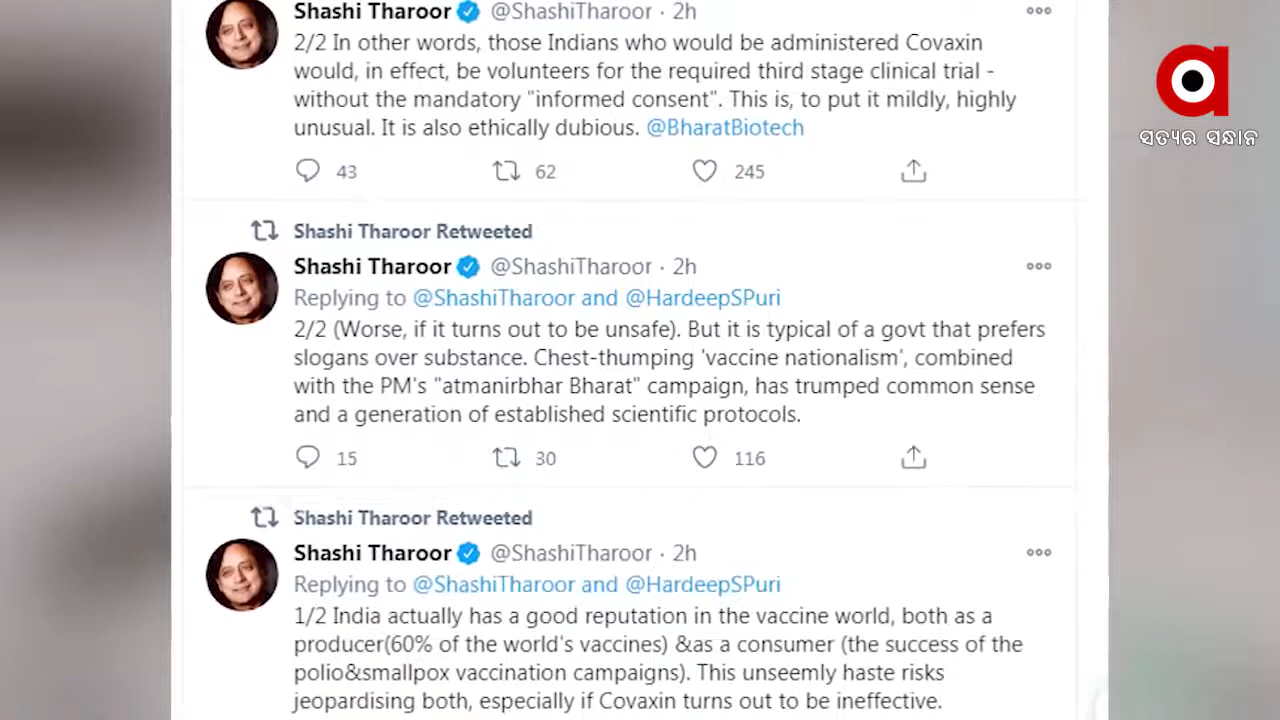 Shashi Tharoor @ShashiTharoor · 2h
2/2 In other words, those Indians who would be administered Covaxin
would, in effect, be volunteers for the required third stage clinical trial -
without the mandatory "informed consent". This is, to put it mildly, highly
unusual. It is also ethically dubious. @BharatBiotech
43 62 245
Shashi Tharoor Retweeted
Shashi Tharoor @ShashiTharoor · 2h
Replying to @ShashiTharoor and @HardeepSPuri
2/2 (Worse, if it turns out to be unsafe). But it is typical of a govt that prefers
slogans over substance. Chest-thumping 'vaccine nationalism', combined
with the PM's "atmanirbhar Bharat" campaign, has trumped common sense
and a generation of established scientific protocols.
15 30 116
Shashi Tharoor Retweeted
Shashi Tharoor @ShashiTharoor · 2h
Replying to @ShashiTharoor and @HardeepSPuri
1/2 India actually has a good reputation in the vaccine world, both as a
producer(60% of the world's vaccines) &as a consumer (the success of the
polio&smallpox vaccination campaigns). This unseemly haste risks
jeopardising both, especially if Covaxin turns out to be ineffective.
a
ସତ୍ୟର ସନ୍ଧାନ